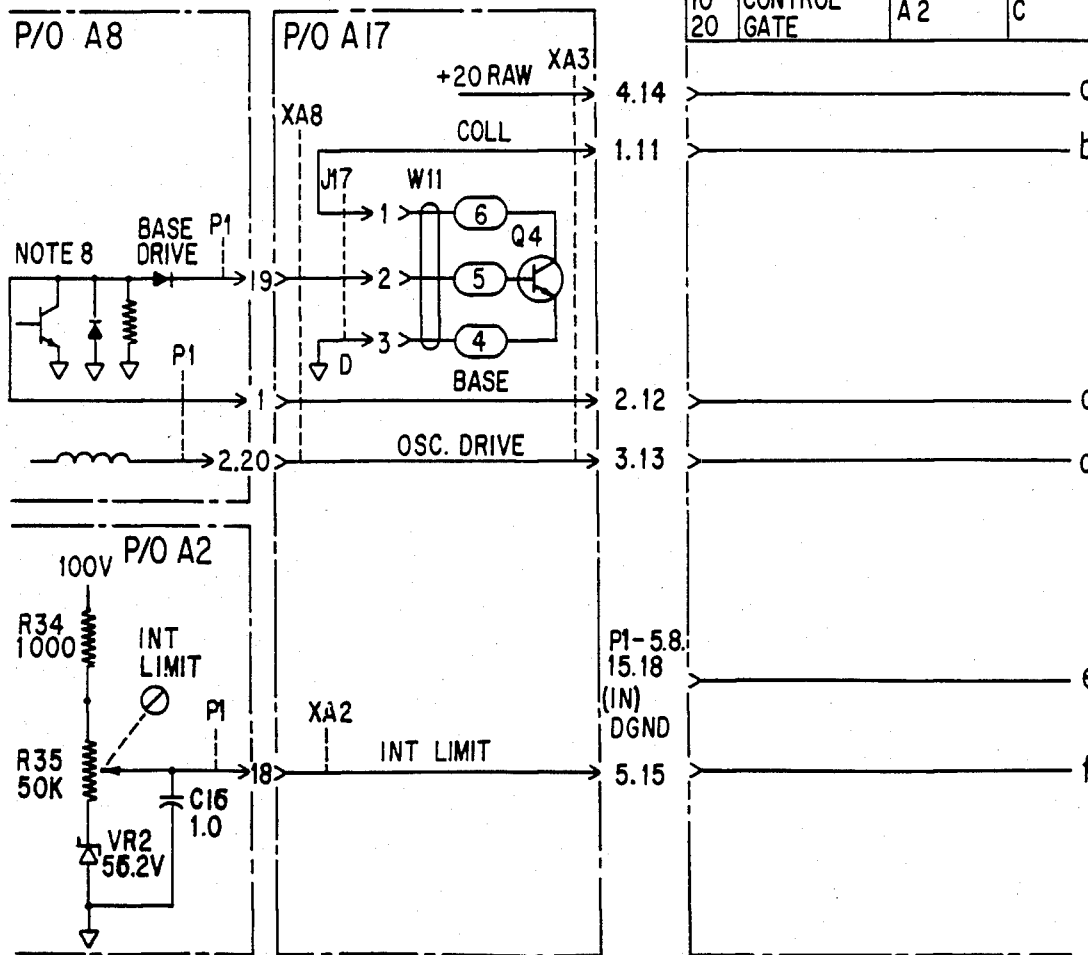 P/O A8
P/O A17
10 CONTROL A2 C
20 GATE
+20 RAW
XA3
4.14
XA8
COLL
1.11
b
J17
W11
1
6
Q4
NOTE 8
BASE
DRIVE
P1
19
2
5
3
4
D
P1
BASE
1
2.12
2.20
OSC. DRIVE
3.13
P/O A2
100V
R34
1000
INT
LIMIT
P1-5.8.
15.18
(IN)
DGND
e
P1
XA2
R35
50K
18
INT LIMIT
5.15
f
C16
1.0
VR2
56.2V